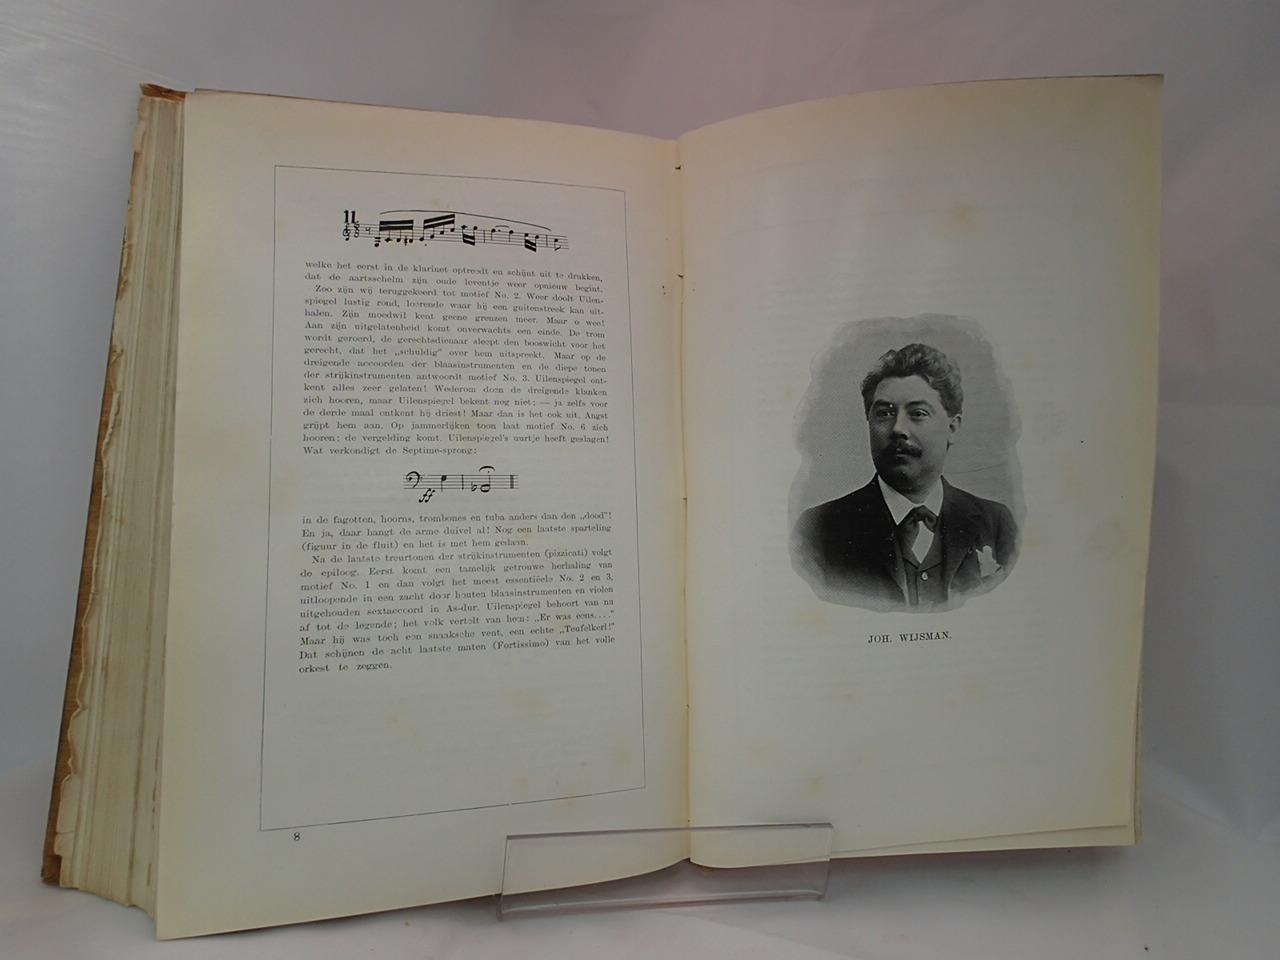 11
welke het eerst in de klarinet optreedt en schijnt uit te drukken,
dat de aartsschelm zijn oude leventje weer opnieuw begint.
Zoo zijn wij teruggekeerd tot motief No. 2. Weer doolt Uilen-
spiegel lustig rond, loerende waar hij een guitenstreek kan uit-
halen. Zijn moedwil kent geene grenzen meer. Maar o wee!
Aan zijn uitgelatenheid komt onverwachts een einde. De trom
wordt geroerd, de gerechtsdienaar sleept den booswicht voor het
gerecht, dat het „schuldig" over hem uitspreekt. Maar op de
dreigende accoorden der blaasinstrumenten en de diepe tonen
der strijkinstrumenten antwoordt motief No. 3. Uilenspiegel ont-
kent alles zeer gelaten! Wederom doen de dreigende klanken
zich hooren, maar Uilenspiegel bekent nog niet; — ja zelfs voor
de derde maal ontkent hij driest! Maar dan is het ook uit. Angst
grijpt hem aan. Op jammerlijken toon laat motief No. 6 zich
hooren; de vergelding komt. Uilenspiegel's uurtje heeft geslagen!
Wat verkondigt de Septime-sprong:
ff
in de fagotten, hoorns, trombones en tuba anders dan den „dood"!
En ja, daar hangt de arme duivel al! Nog een laatste sparteling
(figuur in de fluit) en het is met hem gedaan.
Na de laatste treurtonen der strijkinstrumenten (pizzicati) volgt
de epiloog. Eerst komt een tamelijk getrouwe herhaling van
motief No. 1 en dan volgt het meest essentiëele No. 2 en 3,
uitloopende in een zacht door houten blaasinstrumenten en violen
uitgehouden sextaccoord in As-dur. Uilenspiegel behoort van nu
af tot de legende; het volk vertelt van hem: „Er was eens...."
Maar hij was toch een snaaksche vent, een echte „Teufelkerl!"
Dat schijnen de acht laatste maten (Fortissimo) van het volle
orkest te zeggen.
8
JOH. WIJSMAN.